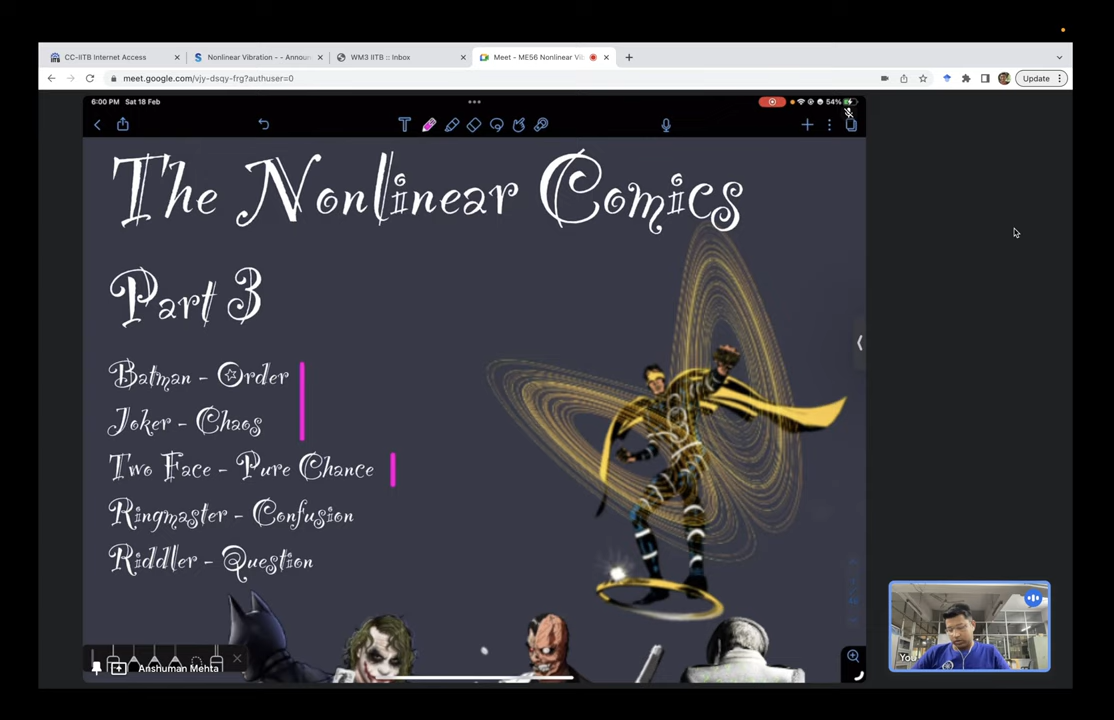 CC-IITB Internet Access
Nonlinear Vibration - - Announ
WM3 IITB :: Inbox
Meet - ME56 Nonlinear Vib
meet.google.com/vjy-dsqy-frg?authuser=0
Update
6:00 PM Sat 18 Feb
54%
The Nonlinear Comics
Part 3
Batman - Order
Joker - Chaos
Two Face - Pure Chance
Ringmaster - Confusion
Riddler - Question
Anshuman Mehta
You